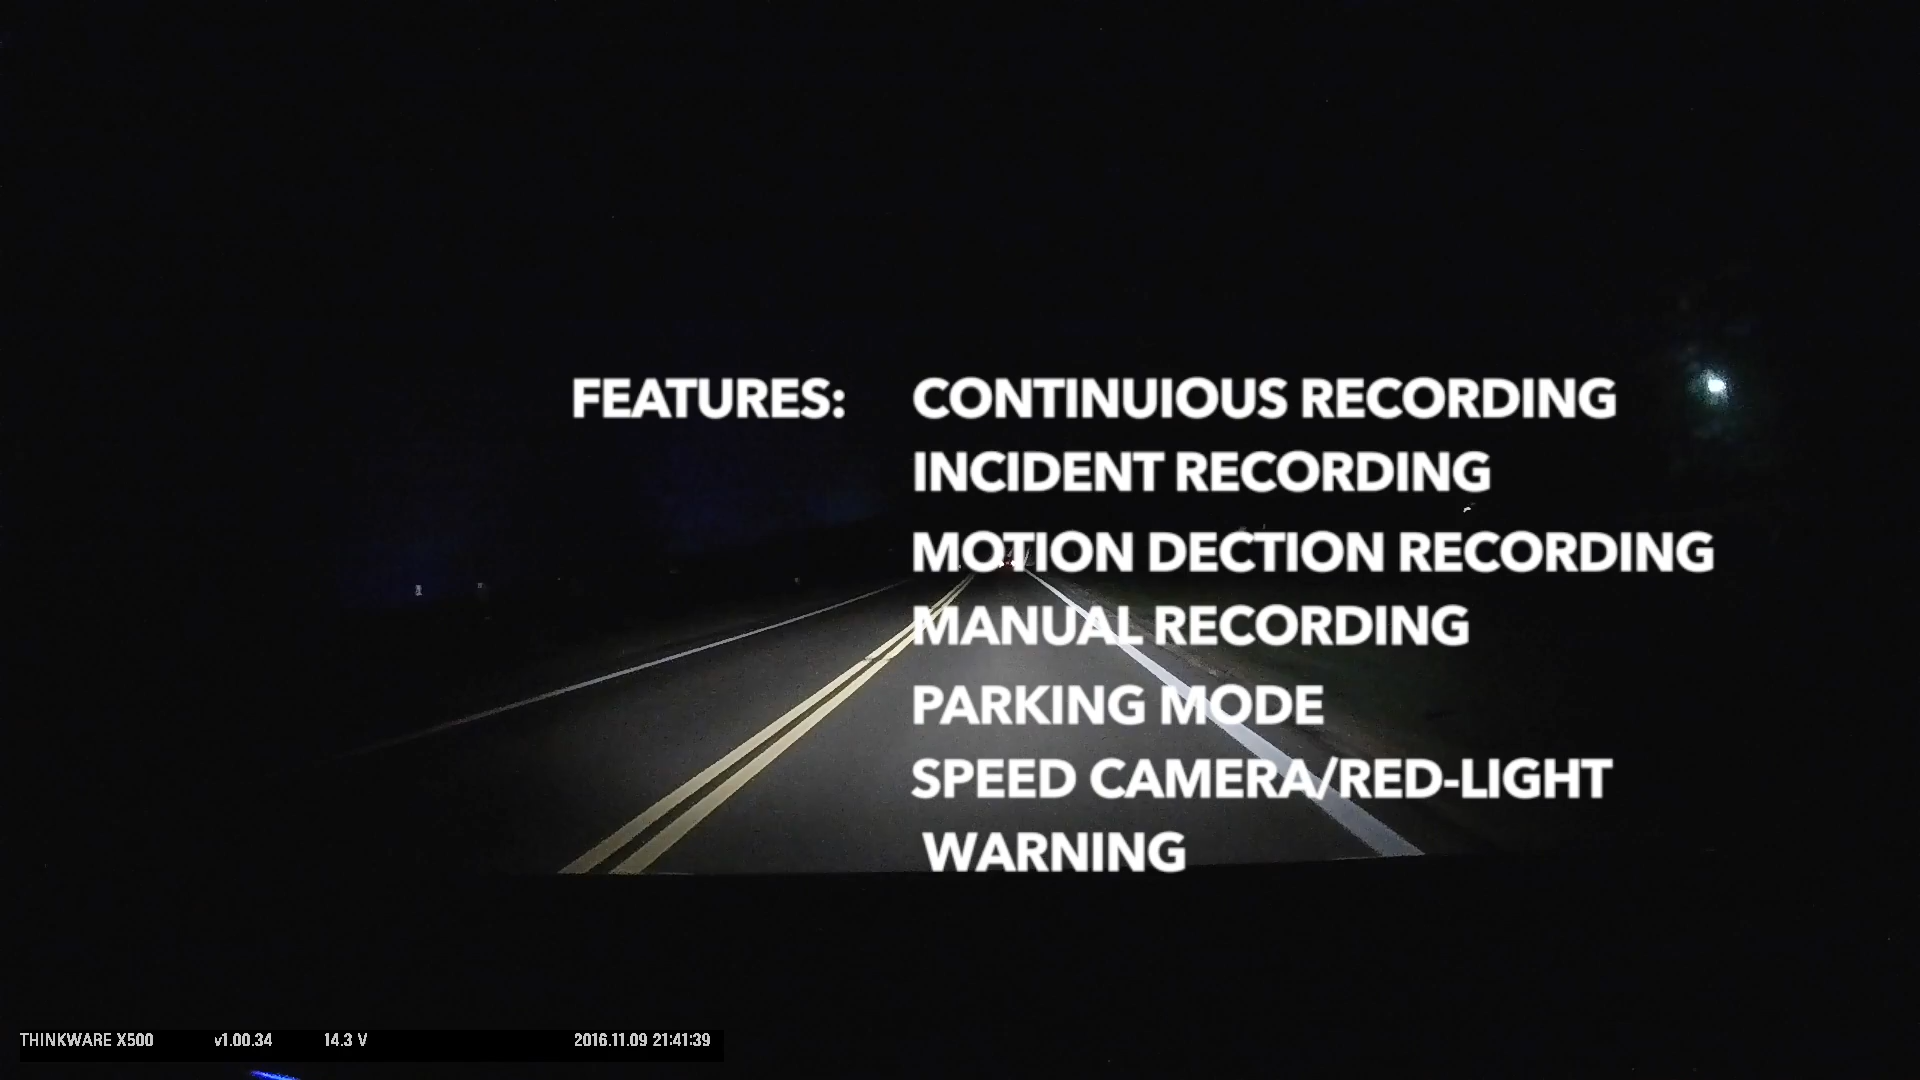 FEATURES: CONTINUIOUS RECORDING
INCIDENT RECORDING
MOTION DECTION RECORDING
MANUAL RECORDING
PARKING MODE
SPEED CAMERA/RED-LIGHT
WARNING
THINKWARE X500 v1.00.34 14.3 V 2016.11.09 21:41:39